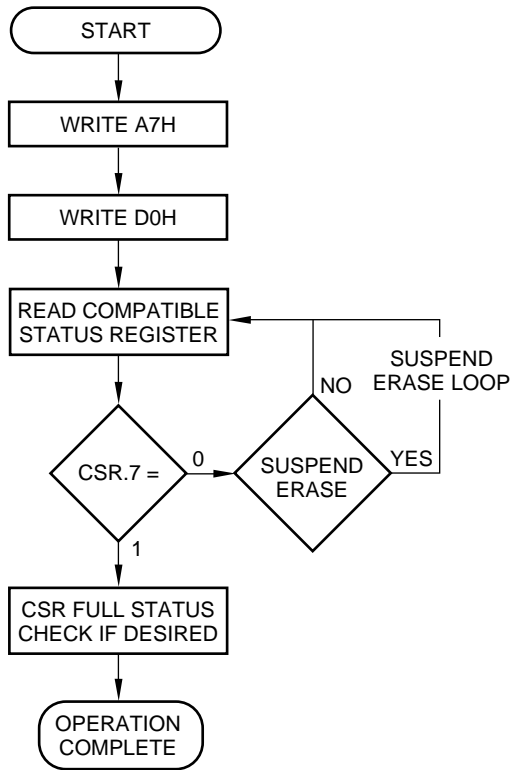 START
WRITE A7H
WRITE D0H
READ COMPATIBLE
STATUS REGISTER
SUSPEND
ERASE LOOP
NO
CSR.7 =
0
SUSPEND
ERASE
YES
1
CSR FULL STATUS
CHECK IF DESIRED
OPERATION
COMPLETE